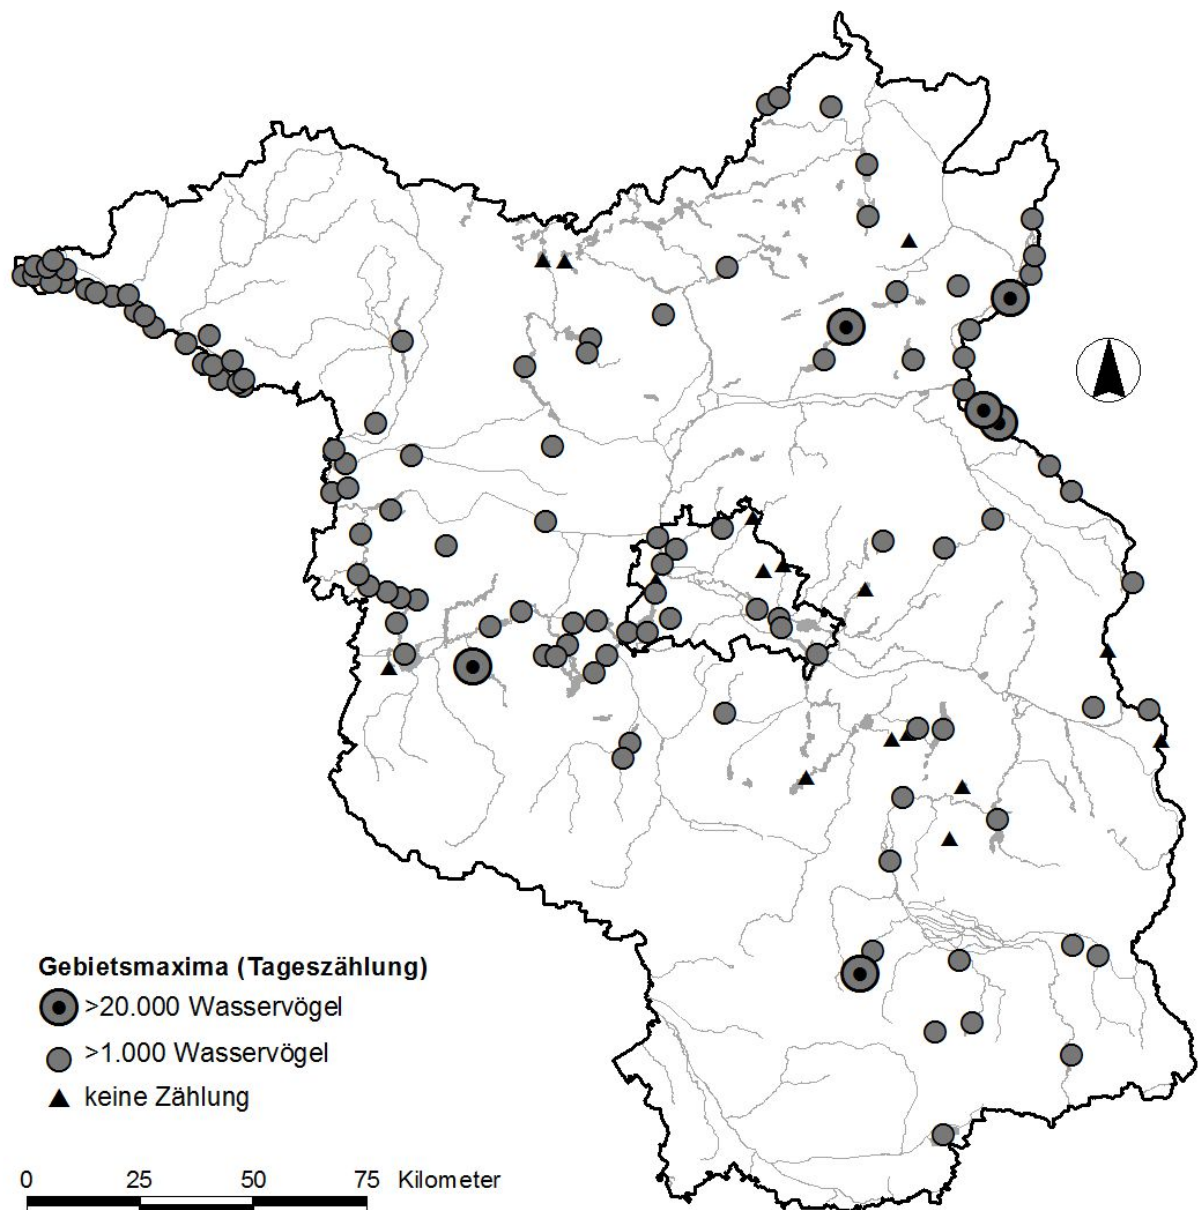 Gebietsmaxima (Tageszählung)
>20.000 Wasservögel
>1.000 Wasservögel
keine Zählung
0 25 50 75 Kilometer